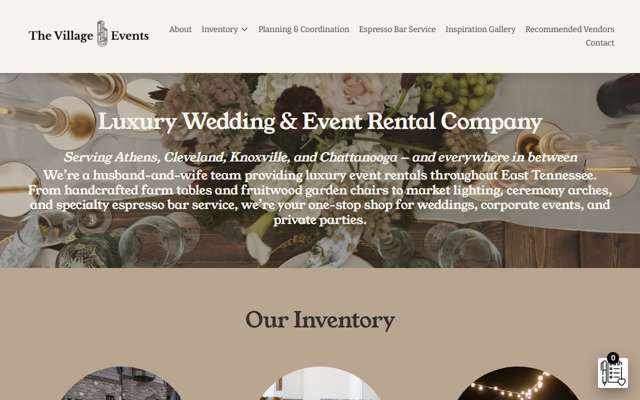 The Village Events
About Inventory Planning & Coordination Espresso Bar Service Inspiration Gallery Recommended Vendors
Contact
Luxury Wedding & Event Rental Company
Serving Athens, Cleveland, Knoxville, and Chattanooga – and everywhere in between
We're a husband-and-wife team providing luxury event rentals throughout East Tennessee.
From handcrafted farm tables and fruitwood garden chairs to market lighting, ceremony arches,
and specialty espresso bar service, we're your one-stop shop for weddings, corporate events, and
private parties.
Our Inventory
0